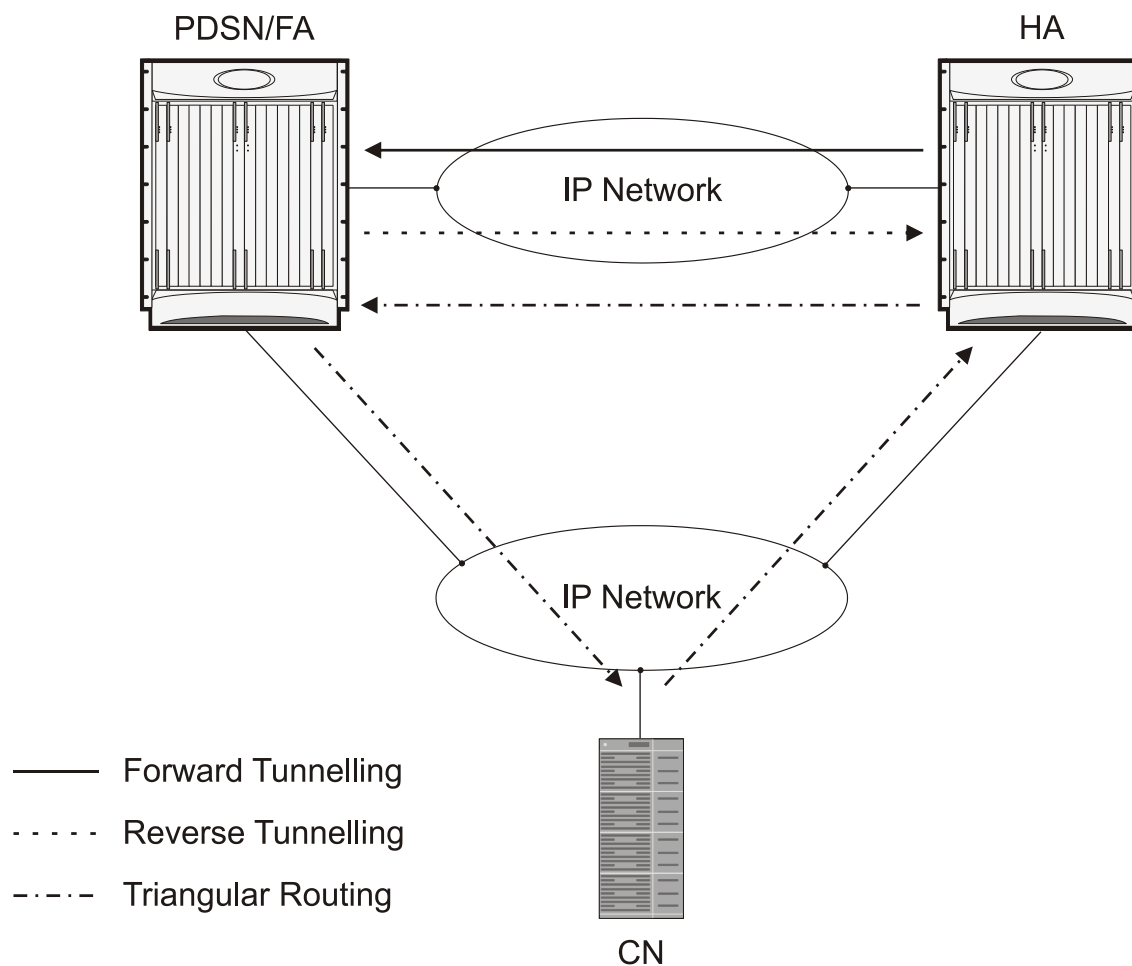 PDSN/FA
HA
IP Network
IP Network
Forward Tunnelling
Reverse Tunnelling
Triangular Routing
CN